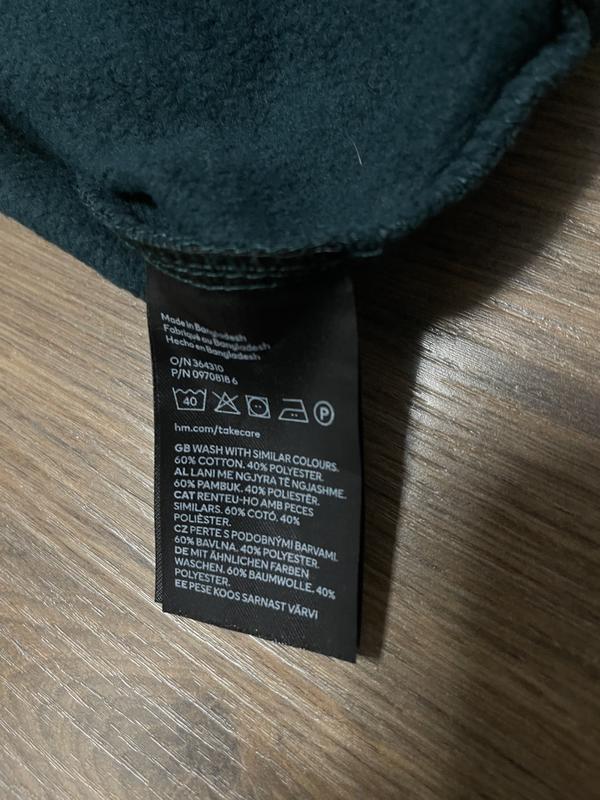 Made in Bangladesh
Fabriqué au Bangladesh
Hecho en Bangladesh
O/N 364310
P/N 0970818 6
40 P
hm.com/takecare
GB WASH WITH SIMILAR COLOURS.
60% COTTON. 40% POLYESTER.
AL LANI ME NGJYRA TË NGJASHME.
60% PAMBUK. 40% POLIESTËR.
CAT RENTEU-HO AMB PECES
SIMILARS. 60% COTÓ. 40%
POLIÈSTER.
CZ PERTE S PODOBNÝMI BARVAMI.
60% BAVLNA. 40% POLYESTER.
DE MIT ÄHNLICHEN FARBEN
WASCHEN. 60% BAUMWOLLE. 40%
POLYESTER.
EE PESE KOOS SARNAST VÄRVI